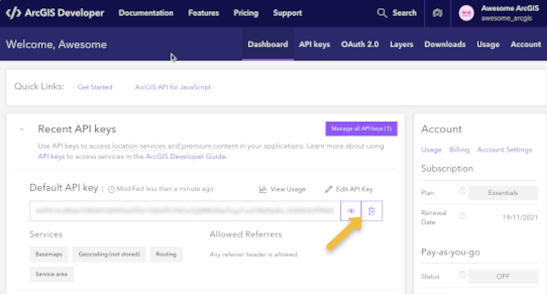 </> ArcGIS Developer Documentation Features Pricing Support Search Awesome ArcGIS
awesome_arcgis
Welcome, Awesome Dashboard API keys OAuth 2.0 Layers Downloads Usage Account
Quick Links: Get Started ArcGIS API for JavaScript
Recent API keys Manage all API keys (1)
Use API keys to access location services and premium content in your applications. Learn more about using
API keys to access services in the ArcGIS Developer Guide.
Default API key Modified less than a minute ago View Usage Edit API Key
Services Allowed Referrers
Basemaps Geocoding (not stored) Routing Any referrer header is allowed.
Service area
Account
Usage Billing Account Settings
Subscription
Plan Essentials
Renewal
Date 19/11/2021
Pay-as-you-go
Status OFF